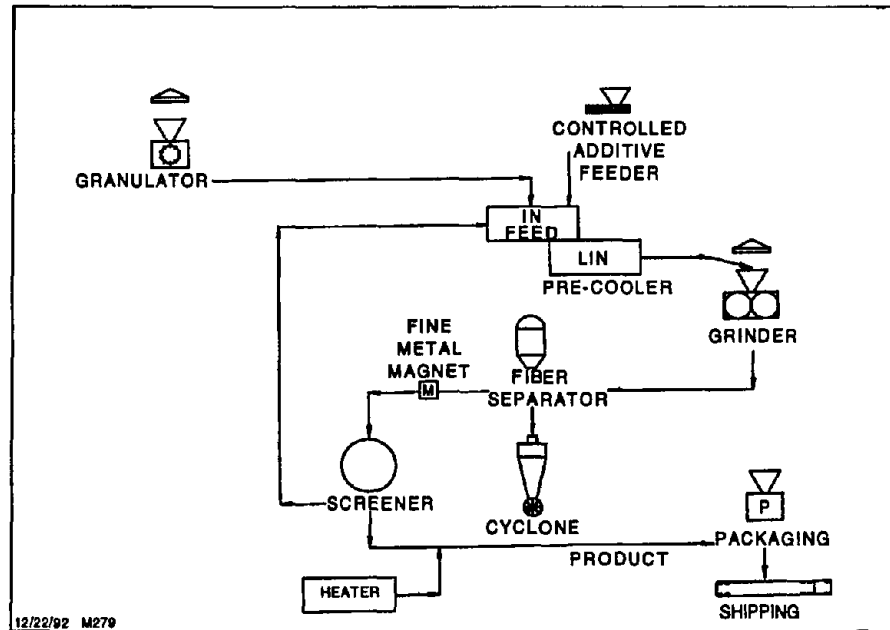 GRANULATOR
CONTROLLED
ADDITIVE
FEEDER
IN
FEED
LIN
PRE-COOLER
GRINDER
FINE
METAL
MAGNET
M
FIBER
SEPARATOR
SCREENER
CYCLONE
P
PACKAGING
PRODUCT
HEATER
SHIPPING
12/22/92 M279